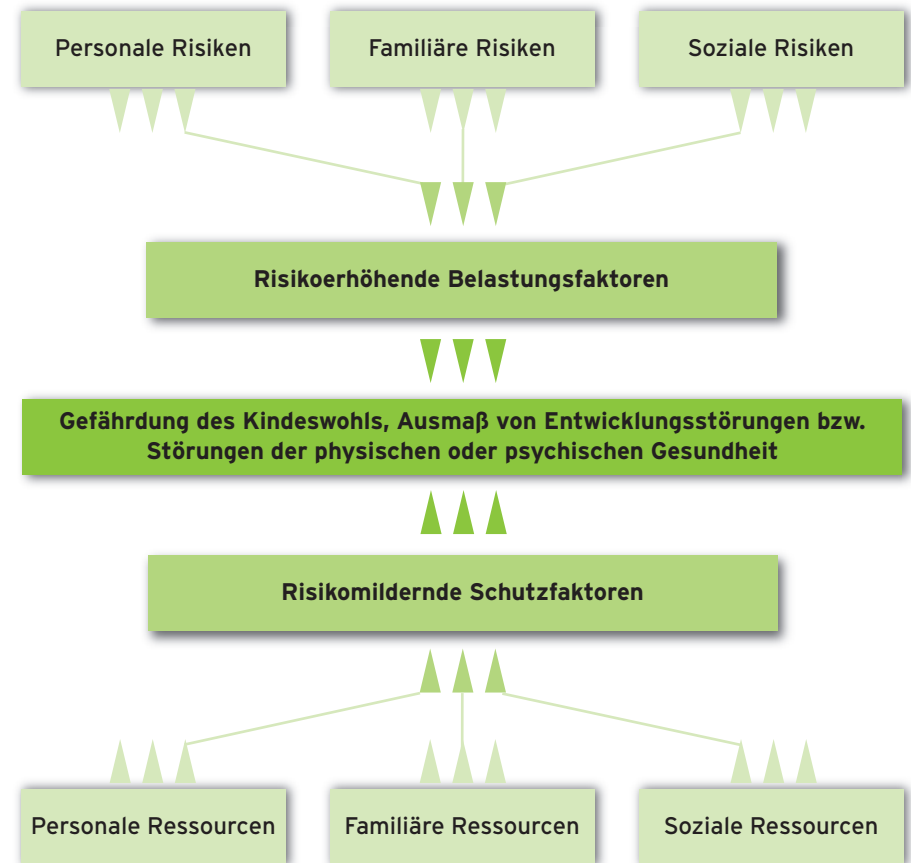 Personale Risiken
Familiäre Risiken
Soziale Risiken
Risikoerhöhende Belastungsfaktoren
Gefährdung des Kindeswohls, Ausmaß von Entwicklungsstörungen bzw.
Störungen der physischen oder psychischen Gesundheit
Risikomildernde Schutzfaktoren
Personale Ressourcen
Familiäre Ressourcen
Soziale Ressourcen